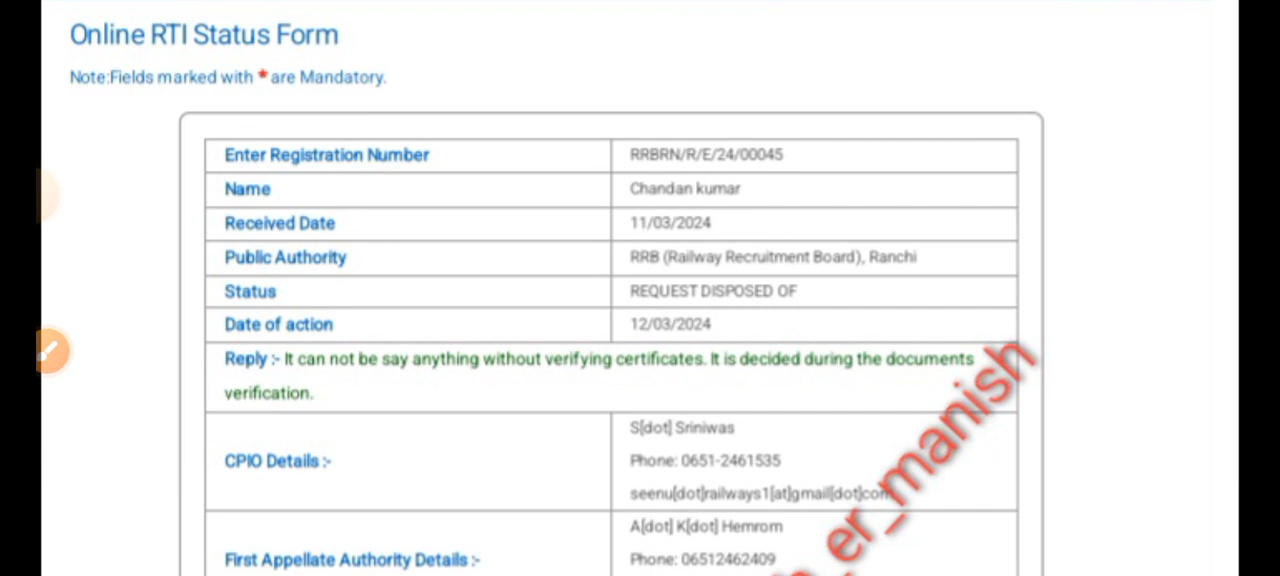 Online RTI Status Form
Note:Fields marked with * are Mandatory.
Enter Registration Number RRBRN/R/E/24/00045
Name Chandan kumar
Received Date 11/03/2024
Public Authority RRB (Railway Recruitment Board), Ranchi
Status REQUEST DISPOSED OF
Date of action 12/03/2024
Reply :- It can not be say anything without verifying certificates. It is decided during the documents
verification.
CPIO Details :-
S[dot] Sriniwas
Phone: 0651-2461535
seenu[dot]railways1[at]gmail[dot]com
First Appellate Authority Details :-
A[dot] K[dot] Hemrom
Phone: 06512462409
er_manish